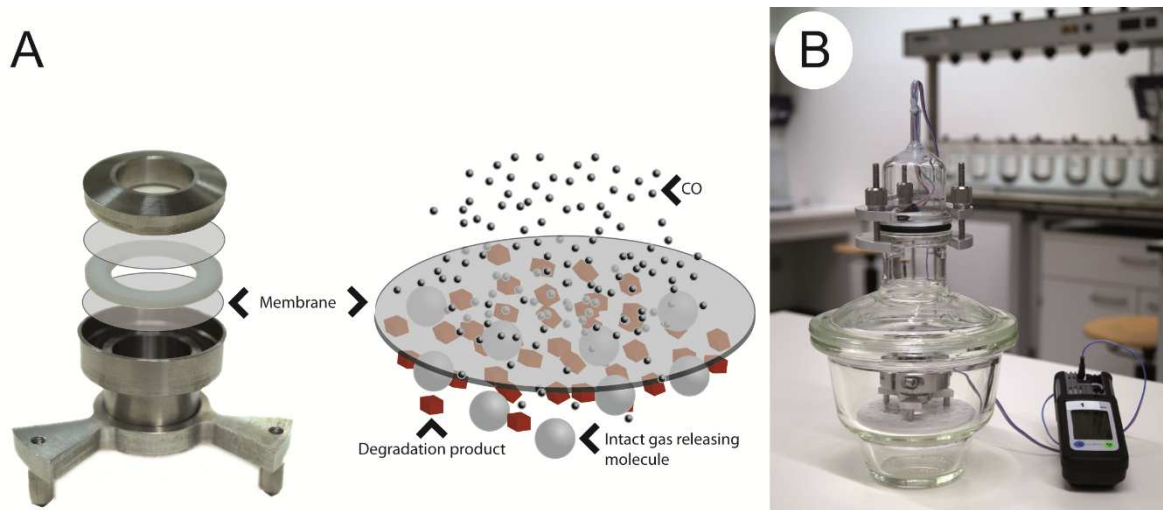 A
B
CO
Membrane
Degradation product
Intact gas releasing
molecule